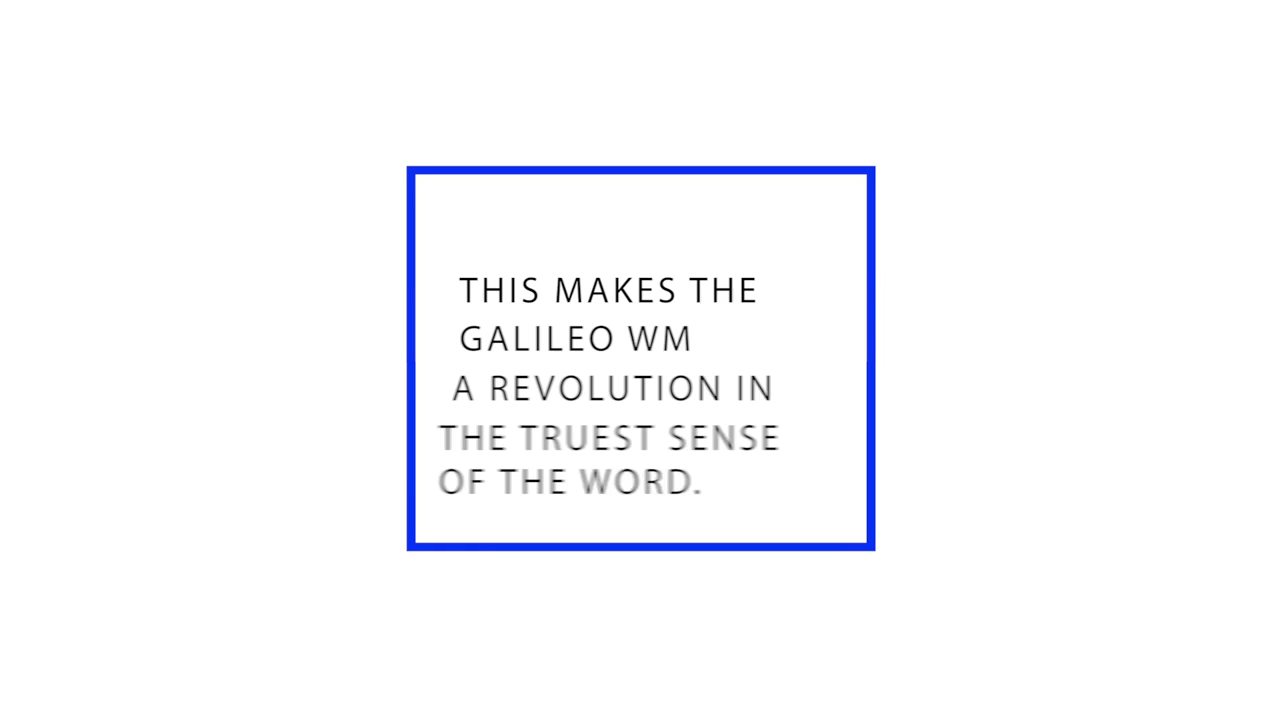 THIS MAKES THE
GALILEO WM
A REVOLUTION IN
THE TRUEST SENSE
OF THE WORD.